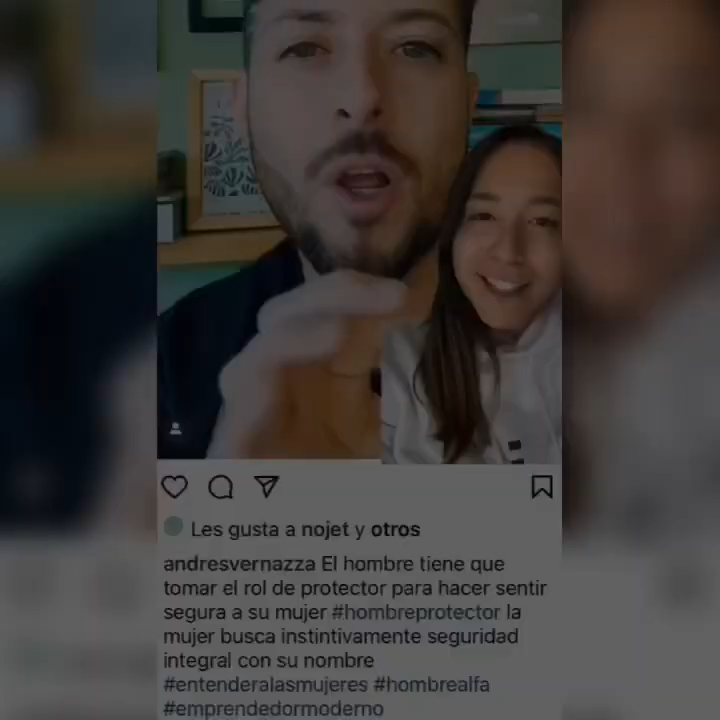 Les gusta a nojet y otros
andresvernazza El hombre tiene que
tomar el rol de protector para hacer sentir
segura a su mujer #hombreprotector la
mujer busca instintivamente seguridad
integral con su nombre
#entenderalasmujeres #hombrealfa
#emprendedormoderno